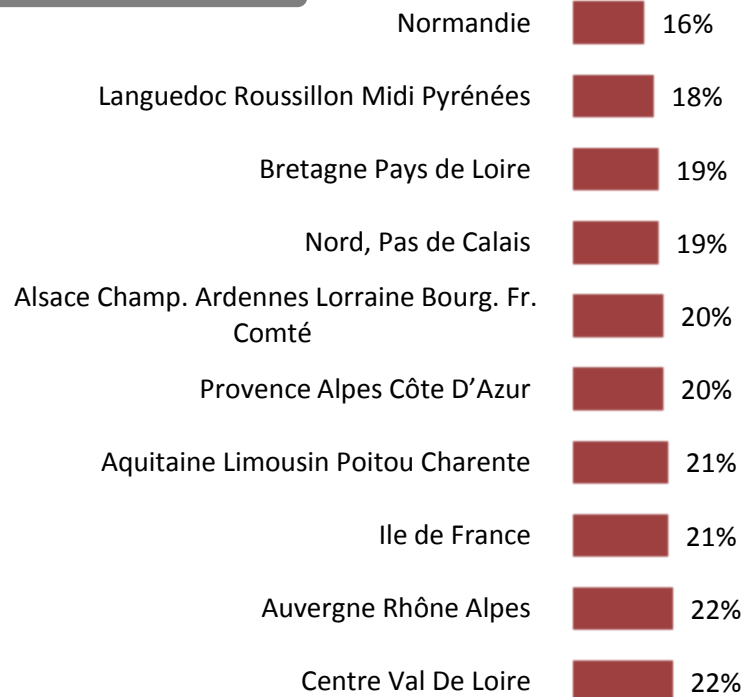 Normandie 16%
Languedoc Roussillon Midi Pyrénées 18%
Bretagne Pays de Loire 19%
Nord, Pas de Calais 19%
Alsace Champ. Ardennes Lorraine Bourg. Fr.
Comté 20%
Provence Alpes Côte D’Azur 20%
Aquitaine Limousin Poitou Charente 21%
Ile de France 21%
Auvergne Rhône Alpes 22%
Centre Val De Loire 22%